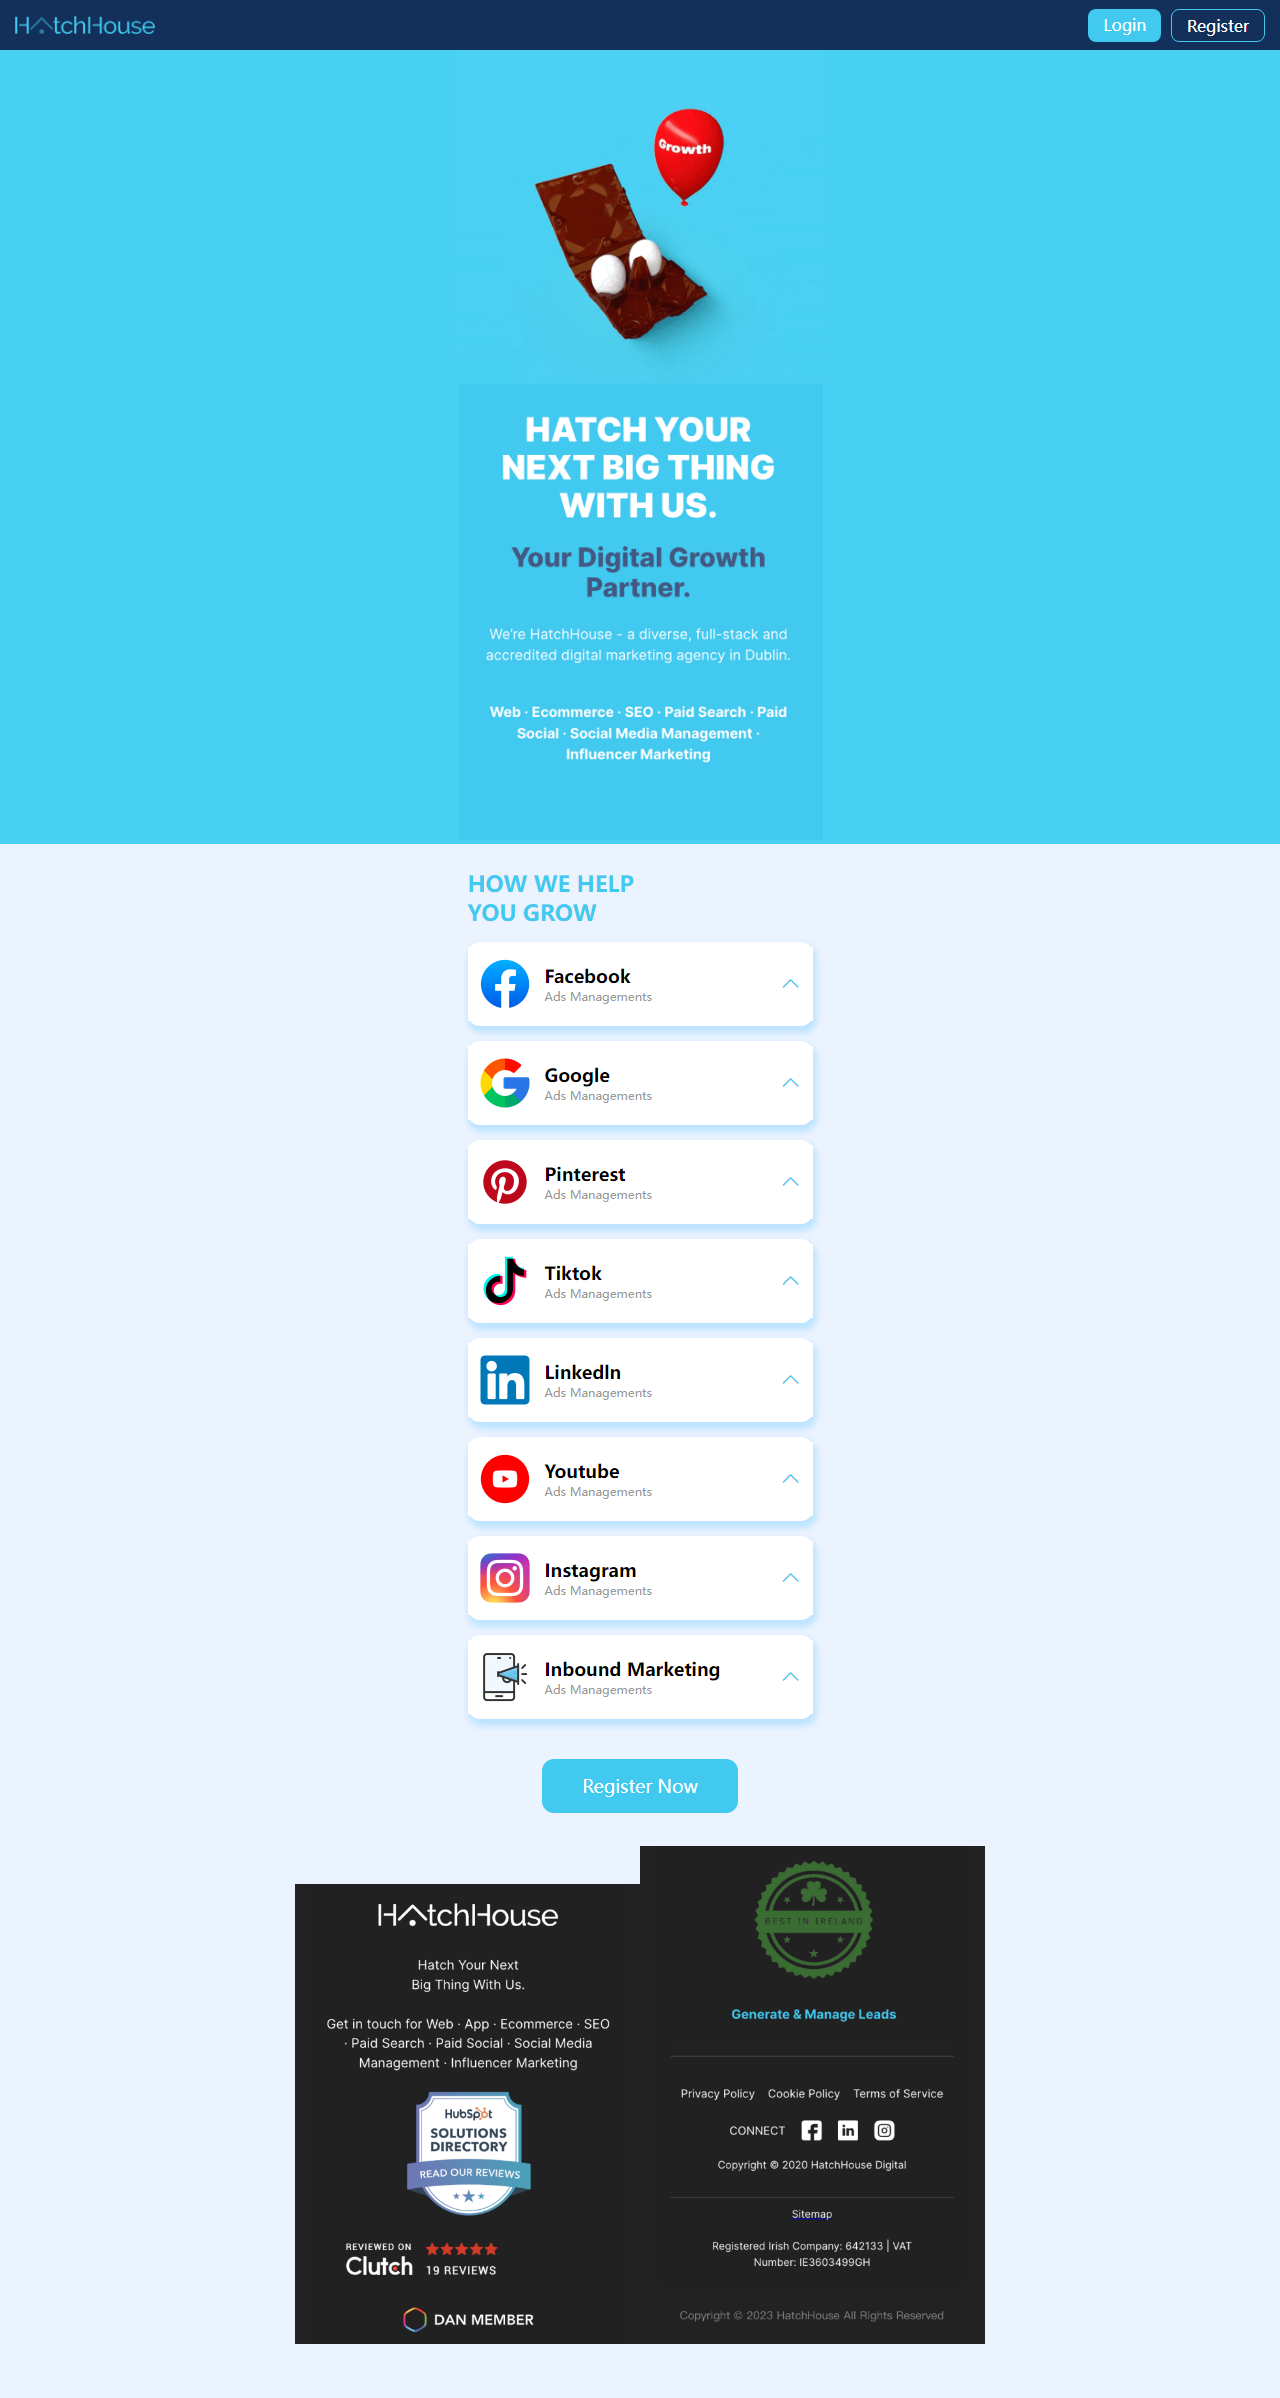 HatchHouse
Login
Register
Growth
HATCH YOUR
NEXT BIG THING
WITH US.
Your Digital Growth
Partner.
We're HatchHouse - a diverse, full-stack and
accredited digital marketing agency in Dublin.
Web · Ecommerce · SEO · Paid Search · Paid
Social · Social Media Management ·
Influencer Marketing
HOW WE HELP
YOU GROW
Facebook
Ads Managements
Google
Ads Managements
Pinterest
Ads Managements
Tiktok
Ads Managements
LinkedIn
Ads Managements
Youtube
Ads Managements
Instagram
Ads Managements
Inbound Marketing
Ads Managements
Register Now
HatchHouse
Hatch Your Next
Big Thing With Us.
Get in touch for Web · App · Ecommerce · SEO
· Paid Search · Paid Social · Social Media
Management · Influencer Marketing
HubSpot
SOLUTIONS
DIRECTORY
READ OUR REVIEWS
REVIEWED ON
Clutch
19 REVIEWS
DAN MEMBER
BEST IN IRELAND
Generate & Manage Leads
Privacy Policy Cookie Policy Terms of Service
CONNECT
Copyright © 2020 HatchHouse Digital
Sitemap
Registered Irish Company: 642133 | VAT
Number: IE3603499GH
Copyright © 2023 HatchHouse All Rights Reserved